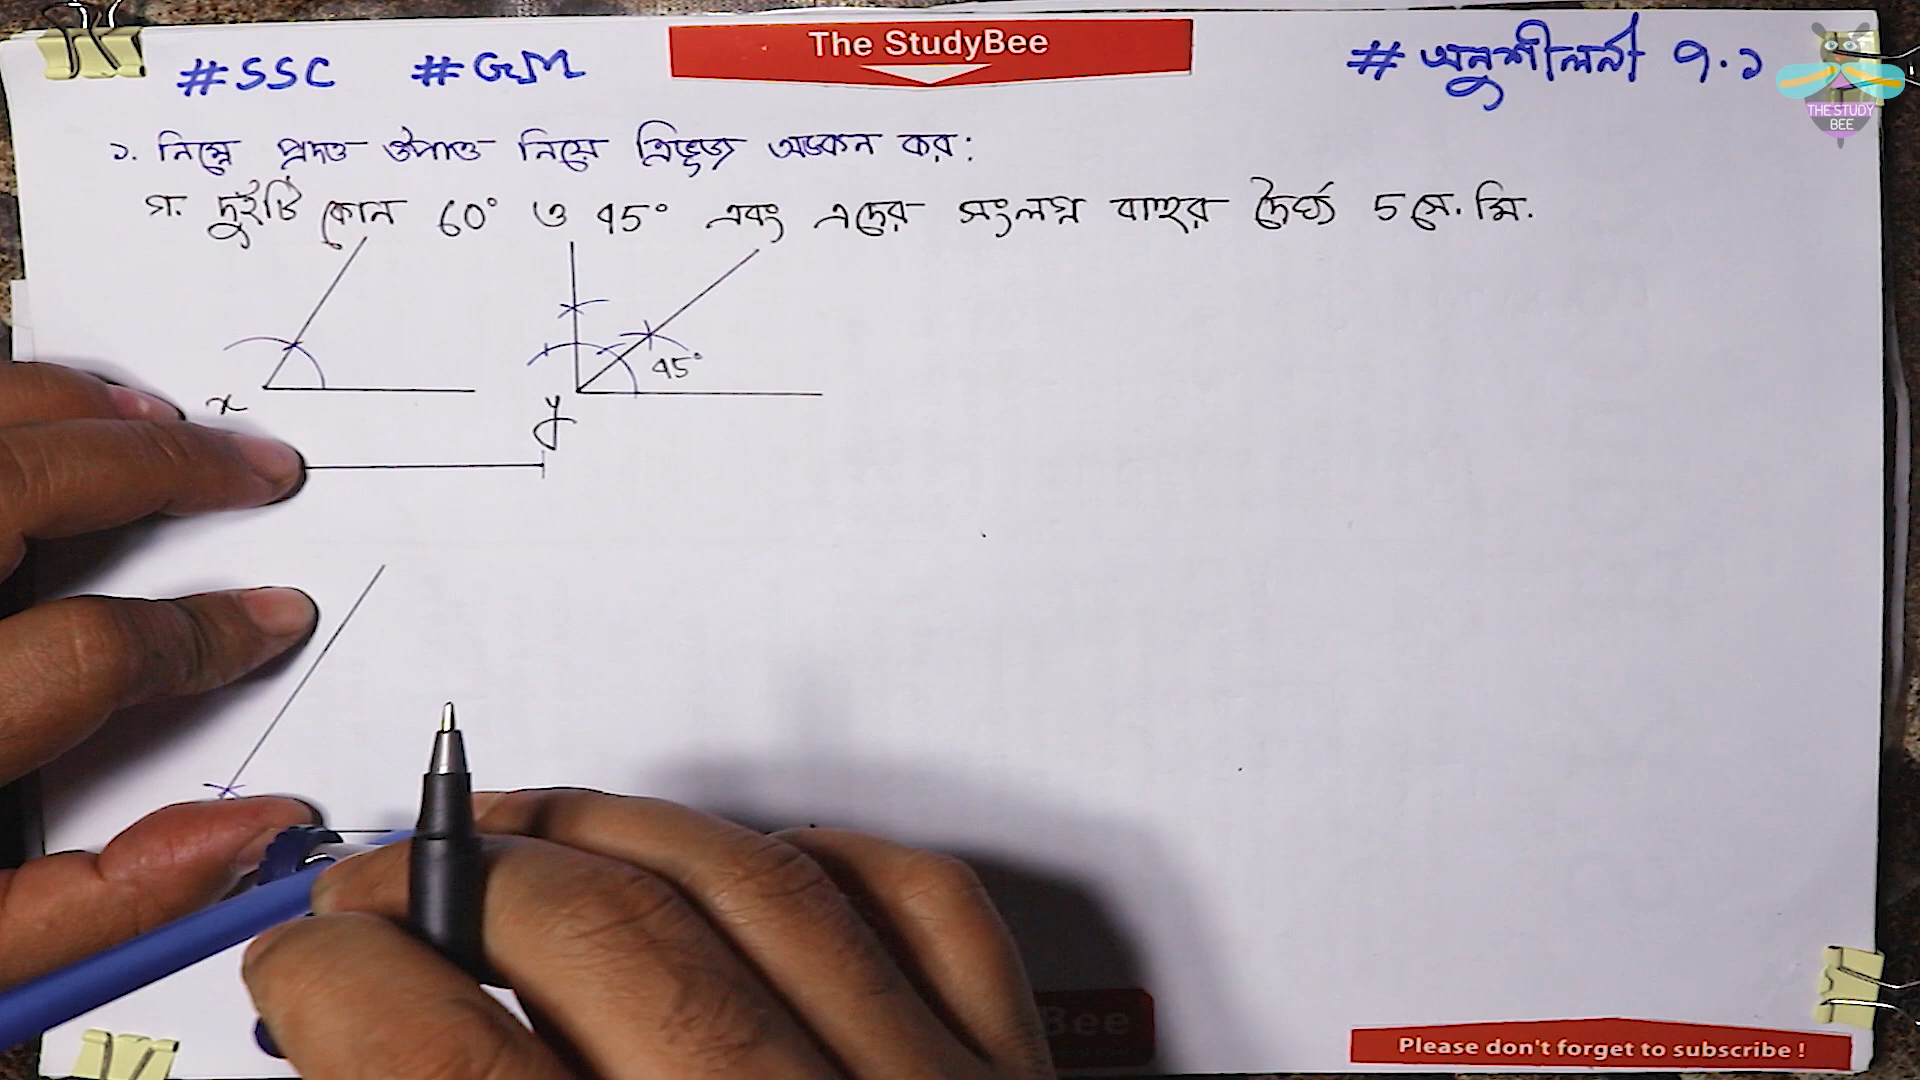 The StudyBee
#SSC #GM #অনুশীলনী ৭.১
THE STUDY
BEE
১. নিম্নে প্রদত্ত উপাত্ত নিয়ে ত্রিভুজ অঙ্কন কর:
গ. দুইটি কোন 60° ও 45° এবং এদের সংলগ্ন বাহুর দৈর্ঘ্য 5 সে. মি.
45°
x
y
Bee
Please don't forget to subscribe !